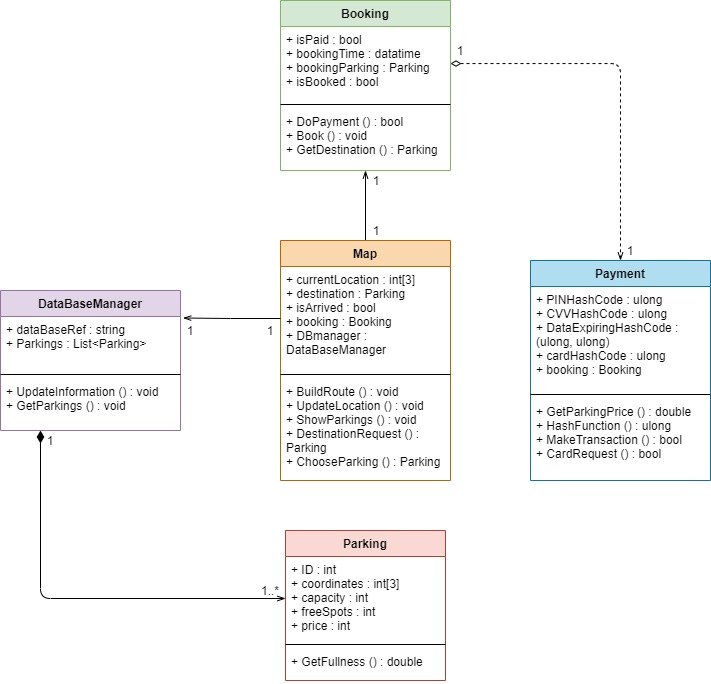 Booking
+ isPaid : bool
+ bookingTime : datatime
+ bookingParking : Parking
+ isBooked : bool
+ DoPayment () : bool
+ Book () : void
+ GetDestination () : Parking
1
1
1
1
Map
+ currentLocation : int[3]
+ destination : Parking
+ isArrived : bool
+ booking : Booking
+ DBmanager :
DataBaseManager
+ BuildRoute () : void
+ UpdateLocation () : void
+ ShowParkings () : void
+ DestinationRequest () :
Parking
+ ChooseParking () : Parking
Payment
+ PINHashCode : ulong
+ CVVHashCode : ulong
+ DataExpiringHashCode :
(ulong, ulong)
+ cardHashCode : ulong
+ booking : Booking
+ GetParkingPrice () : double
+ HashFunction () : ulong
+ MakeTransaction () : bool
+ CardRequest () : bool
DataBaseManager
+ dataBaseRef : string
+ Parkings : List<Parking>
+ UpdateInformation () : void
+ GetParkings () : void
1
1
1
1..*
Parking
+ ID : int
+ coordinates : int[3]
+ capacity : int
+ freeSpots : int
+ price : int
+ GetFullness () : double